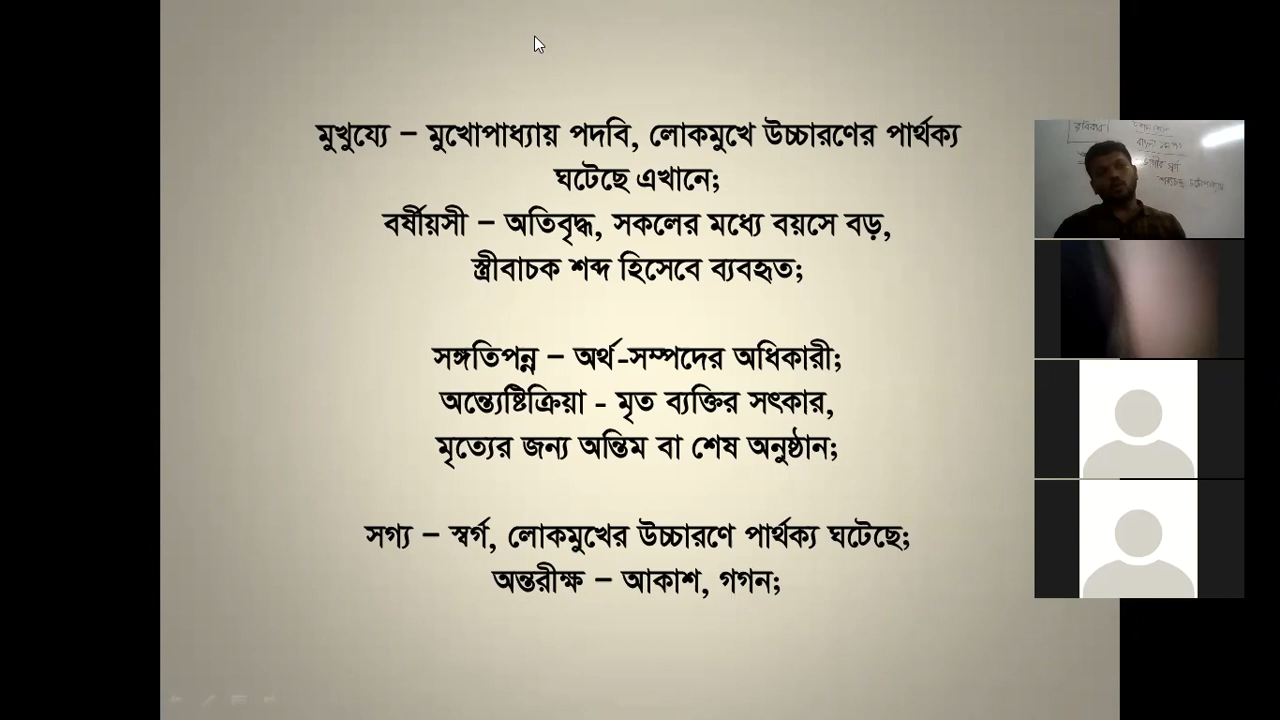 মুখুয্যে – মুখোপাধ্যায় পদবি, লোকমুখে উচ্চারণের পার্থক্য
ঘটেছে এখানে;
বর্ষীয়সী – অতিবৃদ্ধ, সকলের মধ্যে বয়সে বড়,
স্ত্রীবাচক শব্দ হিসেবে ব্যবহৃত;
সঙ্গতিপন্ন – অর্থ-সম্পদের অধিকারী;
অন্ত্যেষ্টিক্রিয়া - মৃত ব্যক্তির সৎকার,
মৃত্যের জন্য অন্তিম বা শেষ অনুষ্ঠান;
সগ্য – স্বর্গ, লোকমুখের উচ্চারণে পার্থক্য ঘটেছে;
অন্তরীক্ষ – আকাশ, গগন;